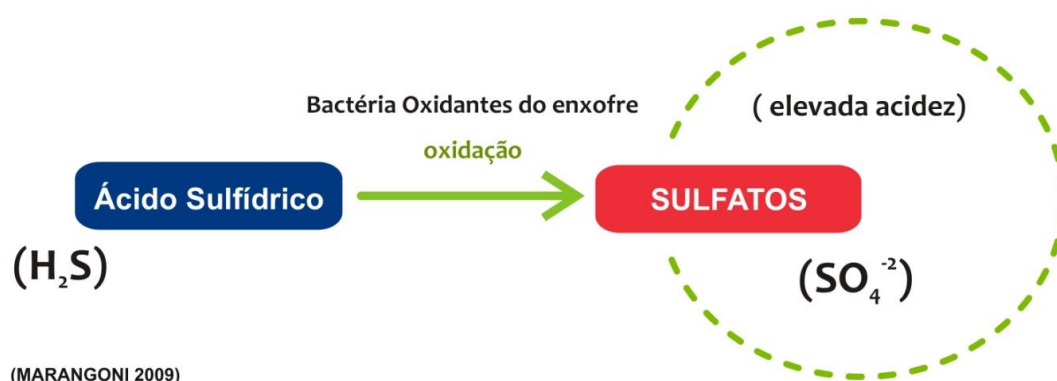 Bactéria Oxidantes do enxofre
oxidação
( elevada acidez)
Ácido Sulfídrico
SULFATOS
(H₂S)
(SO₄⁻²)
(MARANGONI 2009)